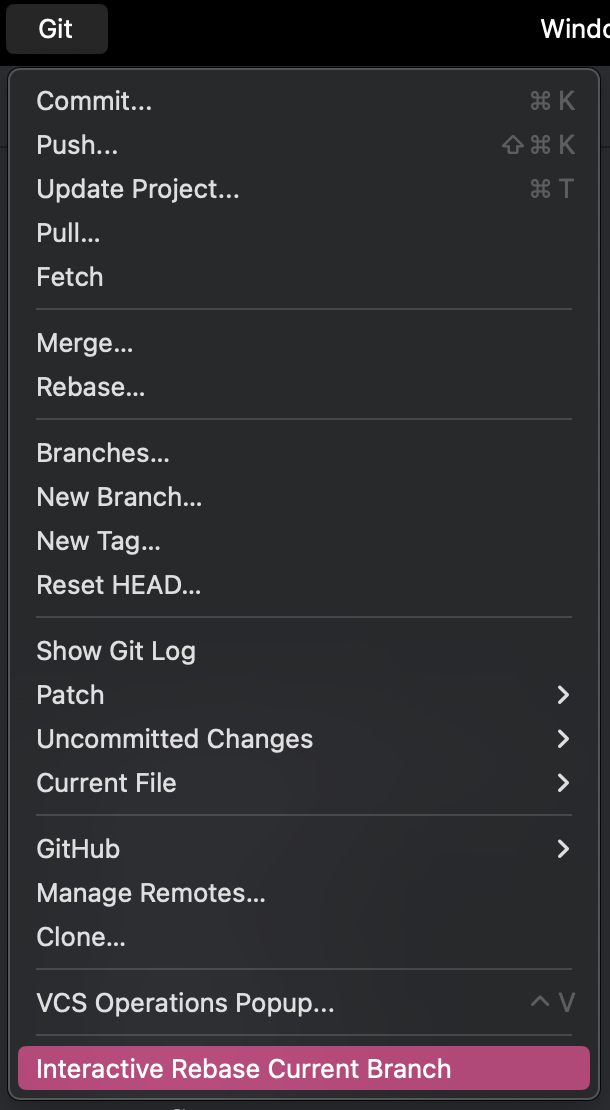 Git
Windo
Commit...
⌘ K
Push...
⇧ ⌘ K
Update Project...
⌘ T
Pull...
Fetch
Merge...
Rebase...
Branches...
New Branch...
New Tag...
Reset HEAD...
Show Git Log
Patch
Uncommitted Changes
Current File
GitHub
Manage Remotes...
Clone...
VCS Operations Popup...
^ V
Interactive Rebase Current Branch